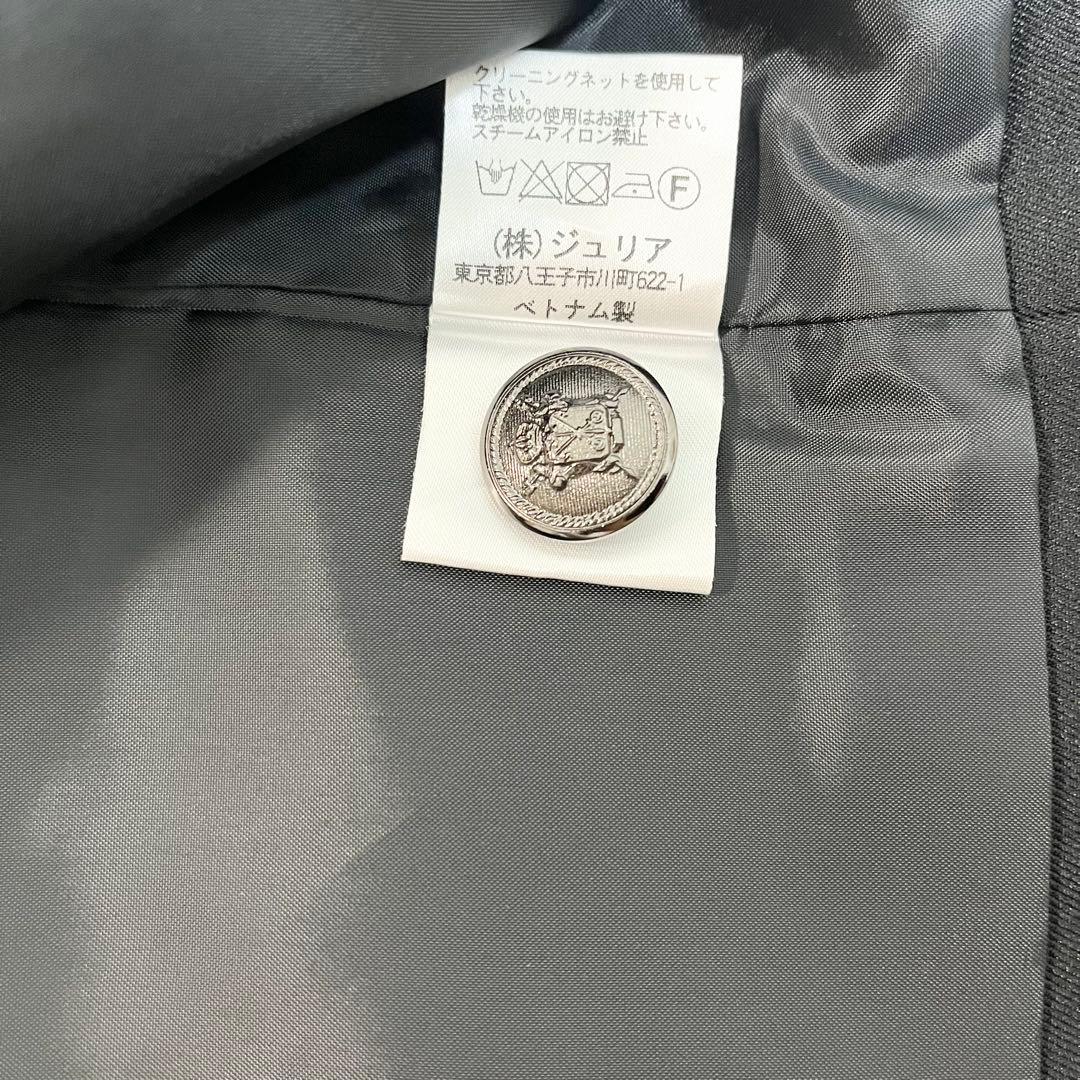 クリーニングネットを使用して
下さい。
乾燥機の使用はお避け下さい。
スチームアイロン禁止
F
(株)ジュリア
東京都八王子市川町622-1
ベトナム製